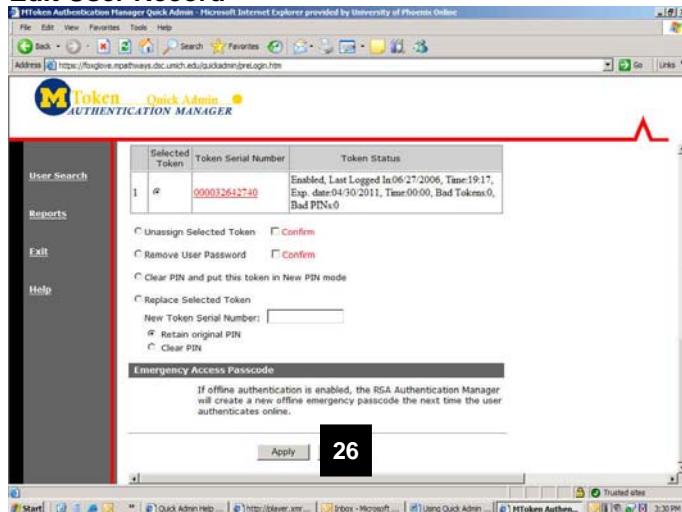 Edit User Record
MToken Authentication Manager Quick Admin - Microsoft Internet Explorer provided by University of Phoenix Online
File Edit View Favorites Tools Help
Back Search Favorites
Address https://foxglove.mpathways.dsc.umich.edu/quickadmin/preLogin.htm Go Links
M Token Quick Admin
AUTHENTICATION MANAGER
User Search
Reports
Exit
Help
Selected Token Token Serial Number Token Status
1 000032642740 Enabled, Last Logged In:06/27/2006, Time:19:17,
Exp. date:04/30/2011, Time:00:00, Bad Tokens:0,
Bad PINs:0
Unassign Selected Token Confirm
Remove User Password Confirm
Clear PIN and put this token in New PIN mode
Replace Selected Token
New Token Serial Number:
Retain original PIN
Clear PIN
Emergency Access Passcode
If offline authentication is enabled, the RSA Authentication Manager
will create a new offline emergency passcode the next time the user
authenticates online.
Apply
26
Trusted sites
Start Quick Admin Help ... http://player.xmr... Inbox - Microsoft ... Using Quick Admin ... MToken Authen... 3:30 PM